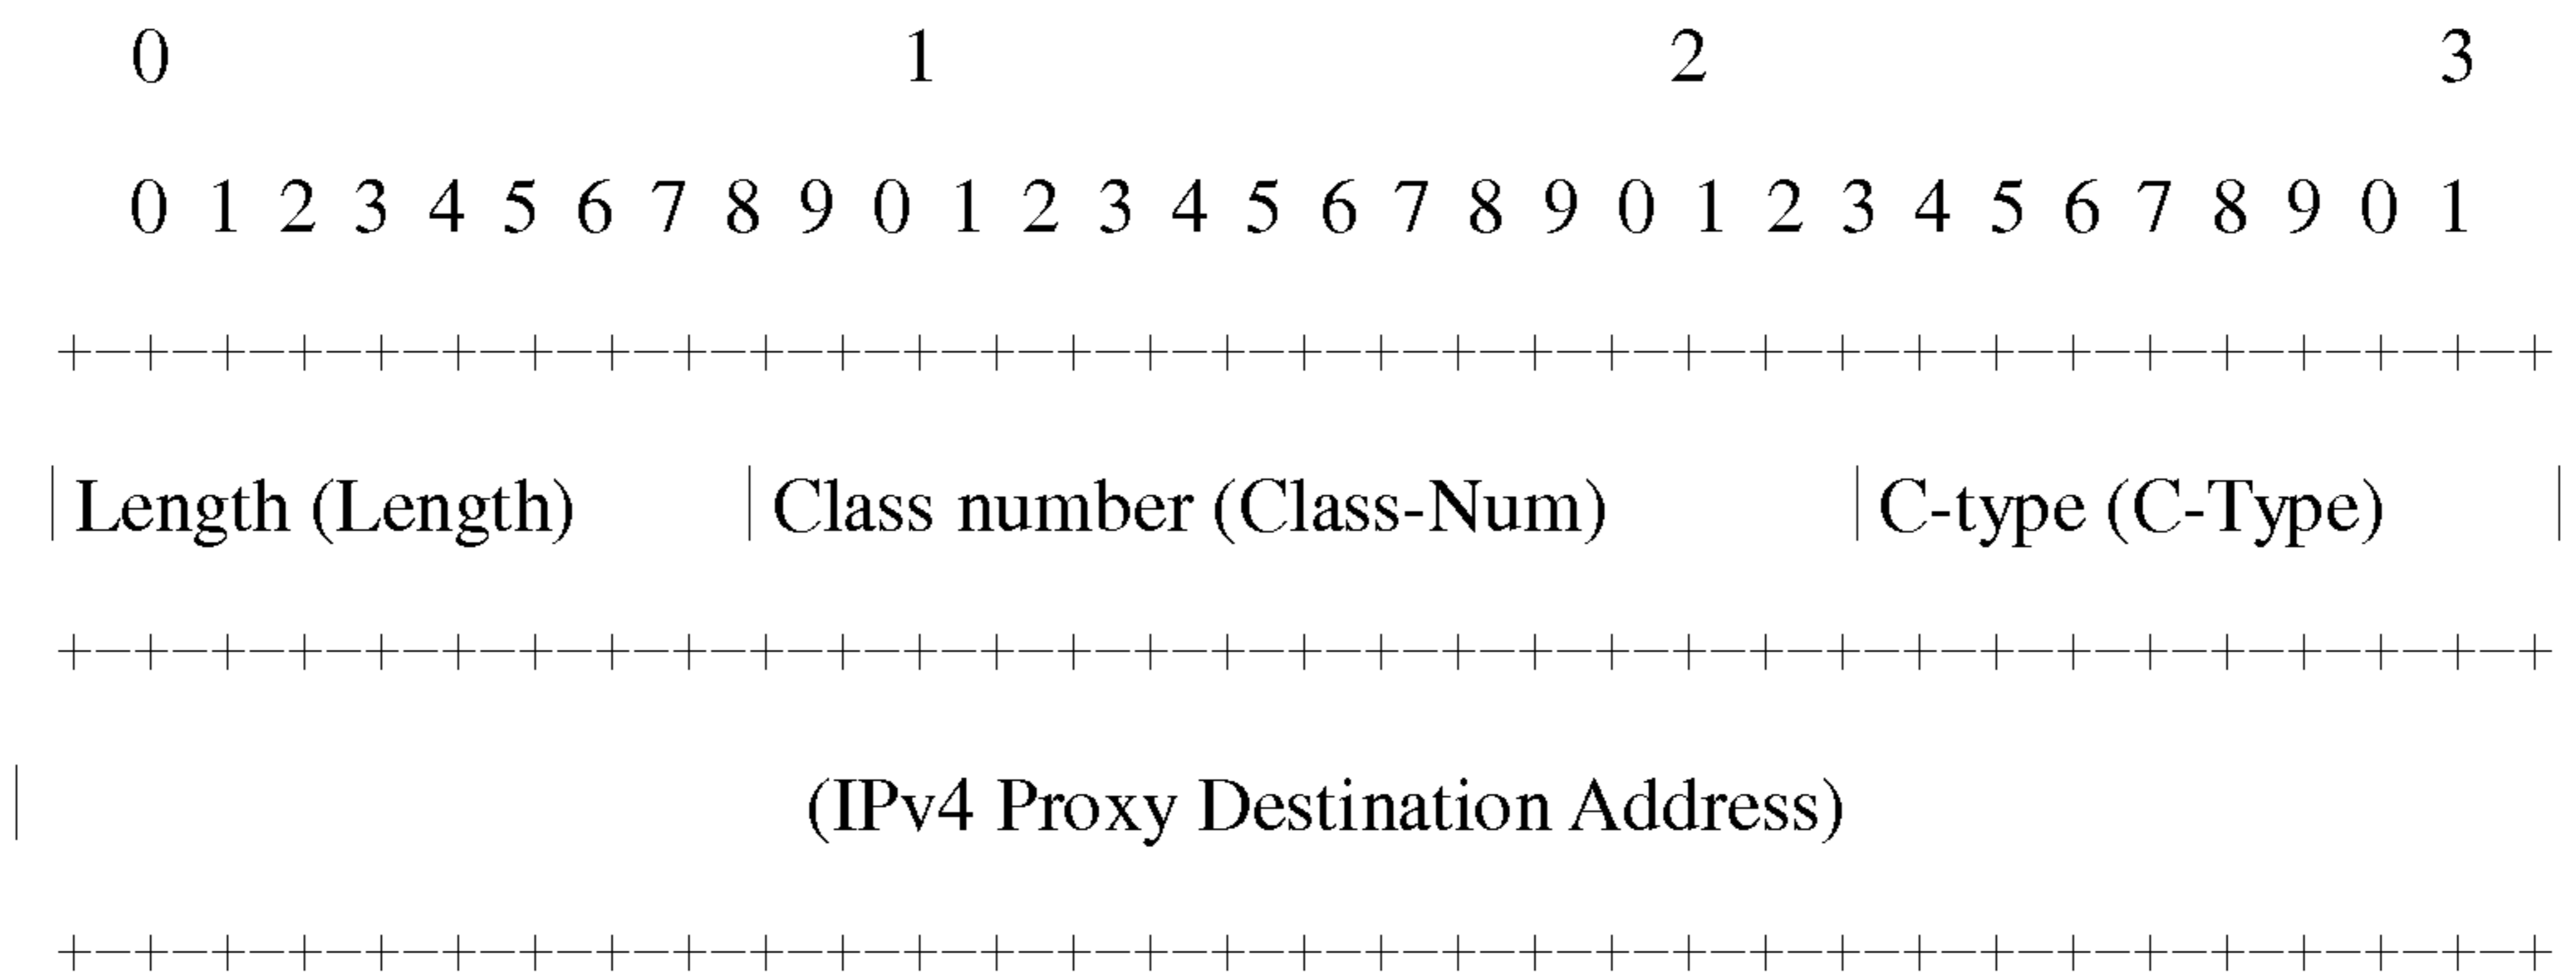 0 1 2 3
0 1 2 3 4 5 6 7 8 9 0 1 2 3 4 5 6 7 8 9 0 1 2 3 4 5 6 7 8 9 0 1
+-+-+-+-+-+-+-+-+-+-+-+-+-+-+-+-+-+-+-+-+-+-+-+-+-+-+-+-+-+-+-+-+
| Length (Length) | Class number (Class-Num) | C-type (C-Type) |
+-+-+-+-+-+-+-+-+-+-+-+-+-+-+-+-+-+-+-+-+-+-+-+-+-+-+-+-+-+-+-+-+
| (IPv4 Proxy Destination Address)
+-+-+-+-+-+-+-+-+-+-+-+-+-+-+-+-+-+-+-+-+-+-+-+-+-+-+-+-+-+-+-+-+